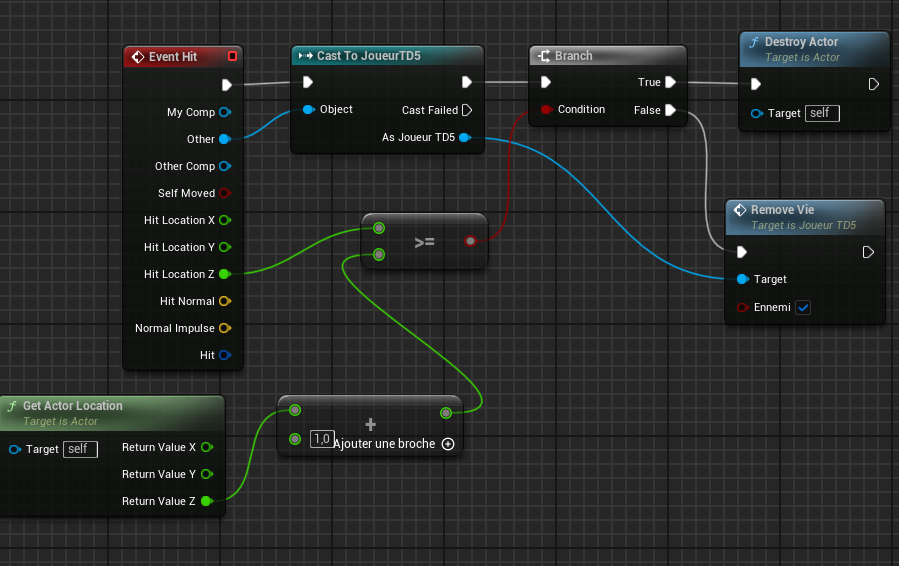 Event Hit
My Comp
Other
Other Comp
Self Moved
Hit Location X
Hit Location Y
Hit Location Z
Hit Normal
Normal Impulse
Hit
Cast To JoueurTD5
Object
Cast Failed
As Joueur TD5
Branch
True
Condition
False
Destroy Actor
Target is Actor
Target self
>=
Remove Vie
Target is Joueur TD5
Target
Ennemi
Get Actor Location
Target is Actor
Target self
Return Value X
Return Value Y
Return Value Z
+
1,0
Ajouter une broche